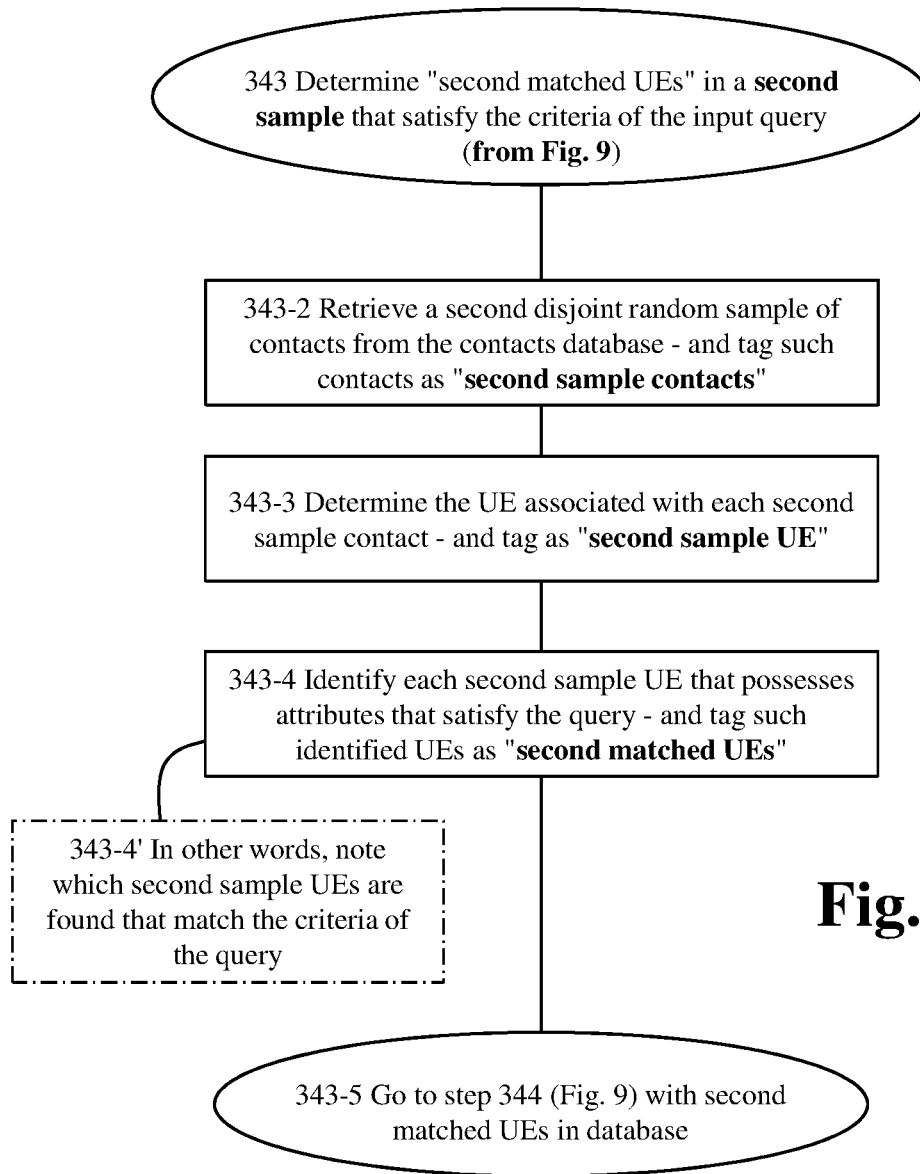 343 Determine "second matched UEs" in a second
sample that satisfy the criteria of the input query
(from Fig. 9)
343-2 Retrieve a second disjoint random sample of
contacts from the contacts database - and tag such
contacts as "second sample contacts"
343-3 Determine the UE associated with each second
sample contact - and tag as "second sample UE"
343-4 Identify each second sample UE that possesses
attributes that satisfy the query - and tag such
identified UEs as "second matched UEs"
343-4' In other words, note
which second sample UEs are
found that match the criteria of
the query
Fig.
343-5 Go to step 344 (Fig. 9) with second
matched UEs in database